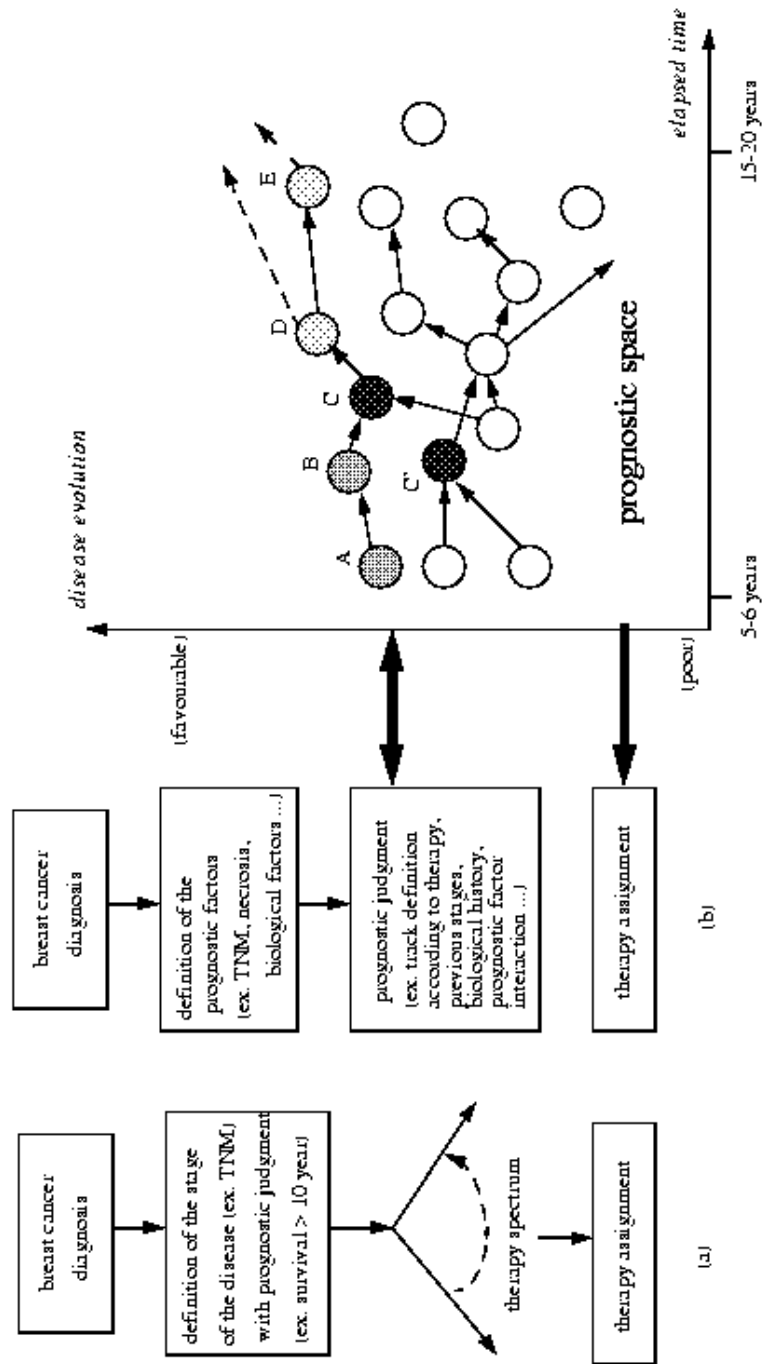 breast cancer
diagnosis
definition of the stage
of the disease (ex. TNM)
with prognostic judgment
(ex. survival > 10 year)
therapy spectrum
therapy assignment
(a)
breast cancer
diagnosis
definition of the
prognostic factors
(ex. TNM, necrosis,
biological factors ...)
prognostic judgment
(ex. track definition
according to therapy,
previous stages,
biological history,
prognostic factor
interaction ...)
therapy assignment
(b)
disease evolution
(favourable)
(poor)
A
B
C
C'
D
E
prognostic space
elapsed time
5-6 years
15-20 years